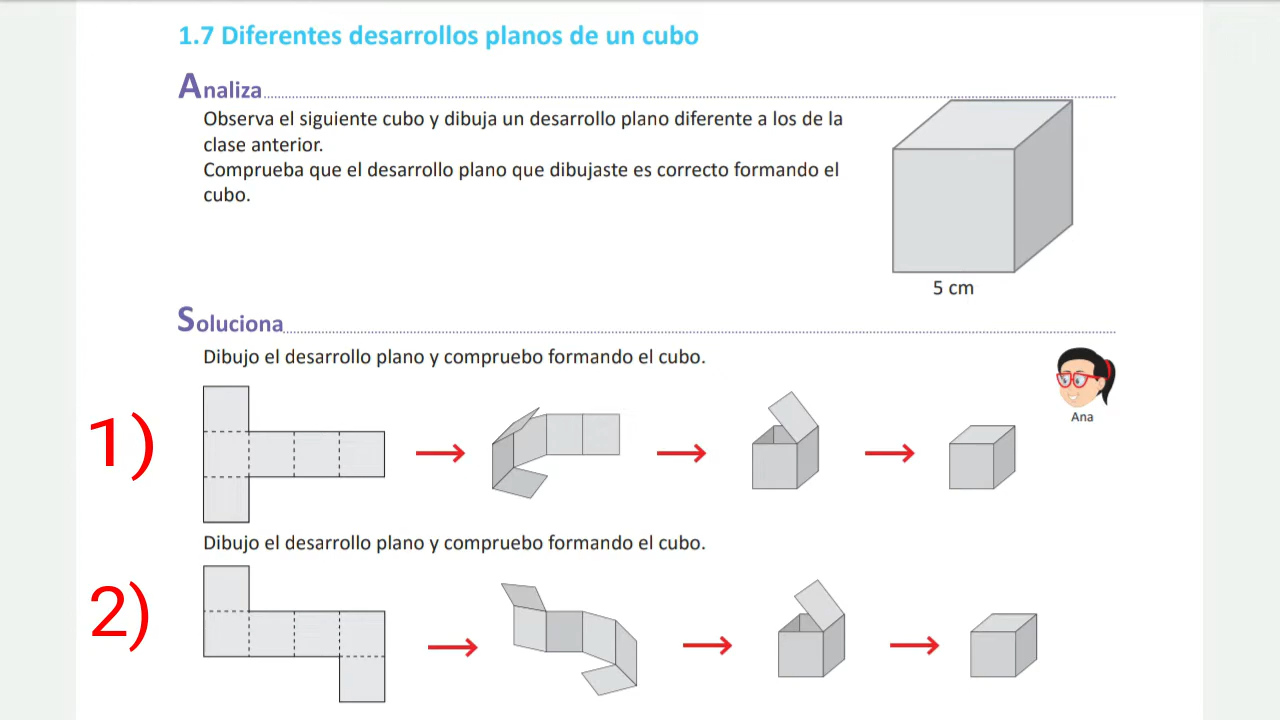 1.7 Diferentes desarrollos planos de un cubo
Analiza
Observa el siguiente cubo y dibuja un desarrollo plano diferente a los de la
clase anterior.
Comprueba que el desarrollo plano que dibujaste es correcto formando el
cubo.
5 cm
Soluciona
Dibujo el desarrollo plano y compruebo formando el cubo.
Ana
1)
Dibujo el desarrollo plano y compruebo formando el cubo.
2)